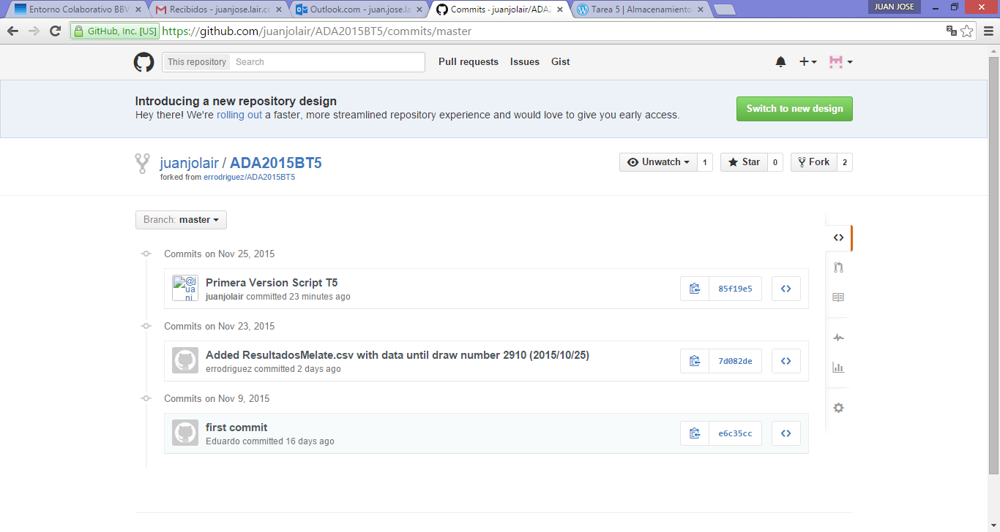 Entorno Colaborativo BBV
Recibidos - juanjose.lair.co
Outlook.com - juan.jose.la
Commits · juanjolair/ADA2
Tarea 5 | Almacenamiento
JUAN JOSE
GitHub, Inc. [US] https://github.com/juanjolair/ADA2015BT5/commits/master
This repository Search Pull requests Issues Gist
Introducing a new repository design
Hey there! We're rolling out a faster, more streamlined repository experience and would love to give you early access.
Switch to new design
juanjolair / ADA2015BT5
forked from errodriguez/ADA2015BT5
Unwatch 1 Star 0 Fork 2
Branch: master
Commits on Nov 25, 2015
@j
ua
ni
Primera Version Script T5
juanjolair committed 23 minutes ago
85f19e5
Commits on Nov 23, 2015
Added ResultadosMelate.csv with data until draw number 2910 (2015/10/25)
errodriguez committed 2 days ago
7d082de
Commits on Nov 9, 2015
first commit
Eduardo committed 16 days ago
e6c35cc